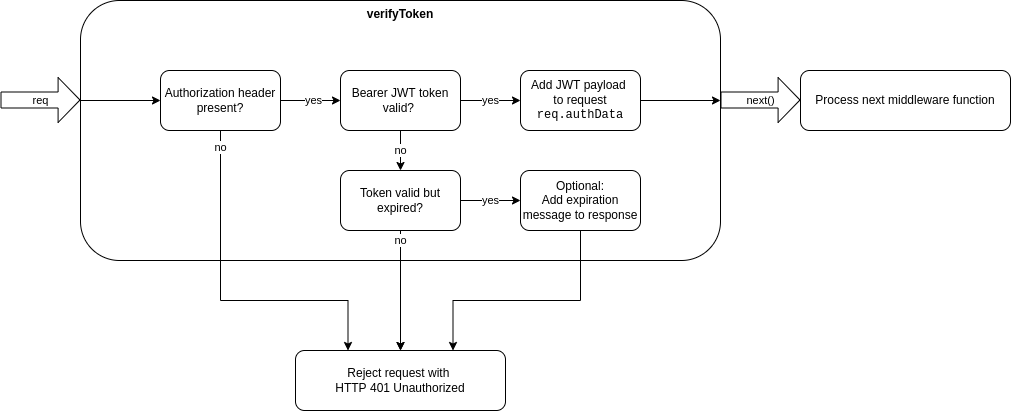 verifyToken
req
Authorization header
present?
yes
Bearer JWT token
valid?
yes
Add JWT payload
to request
req.authData
next()
Process next middleware function
no
no
Token valid but
expired?
yes
Optional:
Add expiration
message to response
no
Reject request with
HTTP 401 Unauthorized